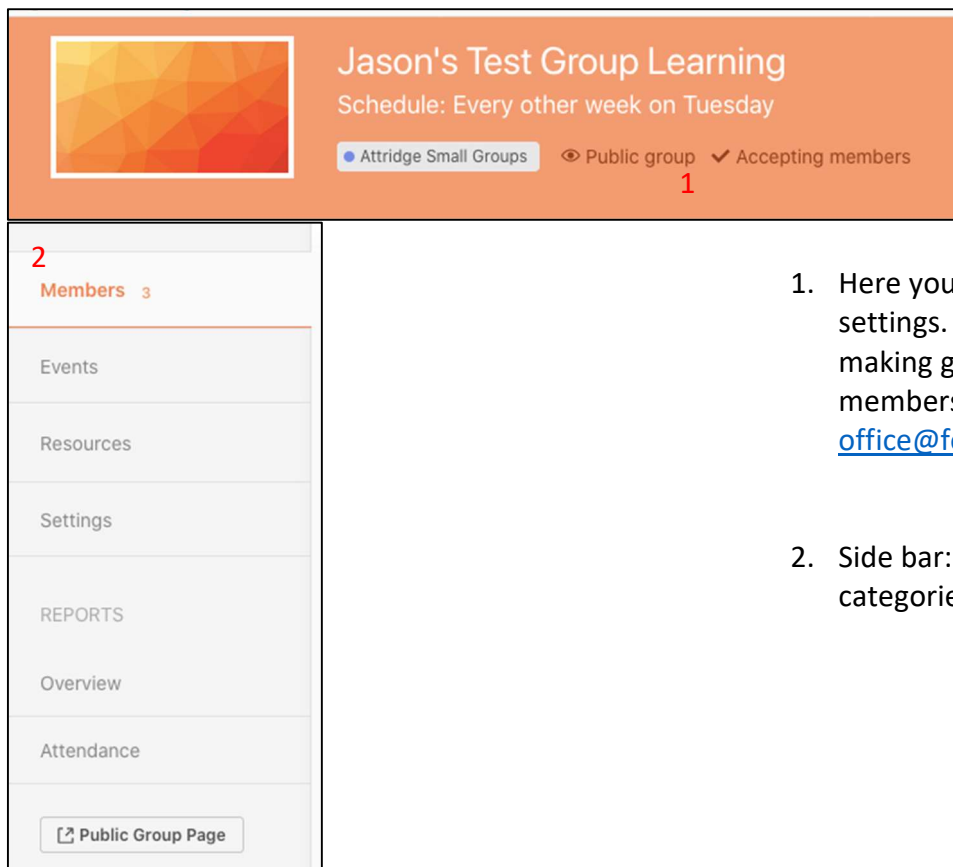 Jason's Test Group Learning
Schedule: Every other week on Tuesday
Attridge Small Groups Public group Accepting members
1
2
Members 3
Events
Resources
Settings
REPORTS
Overview
Attendance
Public Group Page
1. Here you
settings.
making g
members
office@f
2. Side bar:
categorie